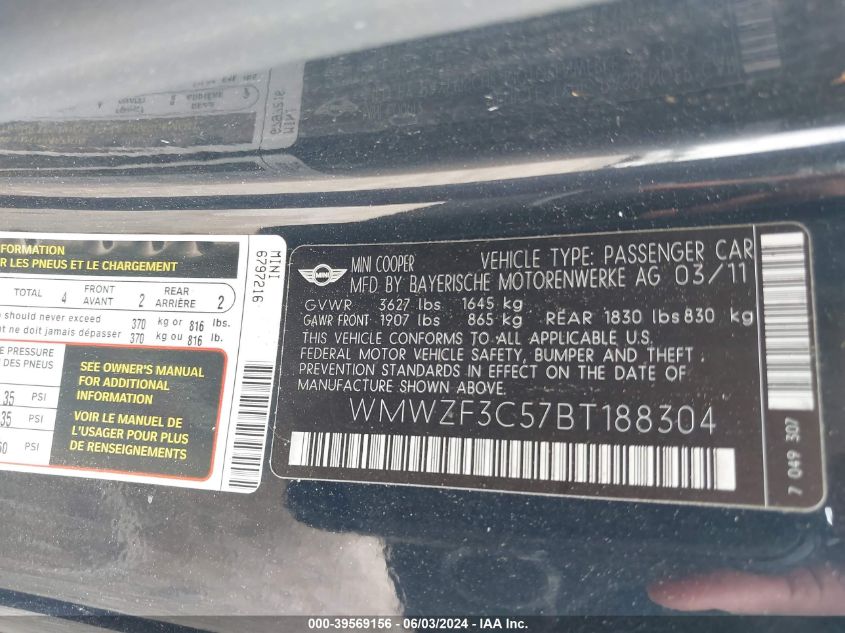 NFORMATION
R LES PNEUS ET LE CHARGEMENT
TOTAL 4 FRONT AVANT 2 REAR ARRIÈRE 2
should never exceed 370 kg or 816 lbs.
nt ne doit jamais dépasser 370 kg ou 816 lb.
PRESSURE
DES PNEUS
35 PSI
35 PSI
60 PSI
SEE OWNER'S MANUAL
FOR ADDITIONAL
INFORMATION
VOIR LE MANUEL DE
L'USAGER POUR PLUS
DE RENSEIGNEMENTS
MINI
6797216
MINI
MINI COOPER VEHICLE TYPE: PASSENGER CAR
MFD. BY BAYERISCHE MOTORENWERKE AG 03/11
GVWR 3627 lbs 1645 kg
GAWR FRONT 1907 lbs 865 kg REAR 1830 lbs 830 kg
THIS VEHICLE CONFORMS TO ALL APPLICABLE U.S.
FEDERAL MOTOR VEHICLE SAFETY, BUMPER AND THEFT
PREVENTION STANDARDS IN EFFECT ON THE DATE OF
MANUFACTURE SHOWN ABOVE.
WMWZF3C57BT188304
7 049 307
000-39569156 - 06/03/2024 - IAA Inc.